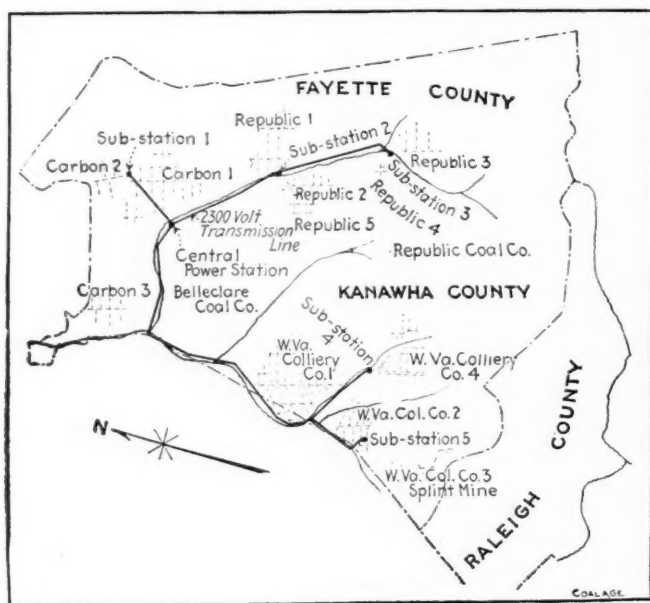 FAYETTE COUNTY
Republic 1
Sub-station 1
Sub-station 2
Carbon 2
Carbon 1
Republic 3
Sub-station 3
Republic 2
Republic 4
2300 Volt
Transmission
Line
Republic 5
Central
Power Station
Republic Coal Co.
Carbon 3
Belleclare
Coal Co.
KANAWHA COUNTY
Sub-station
4
W.Va.
Colliery
Co.1
W. Va. Colliery
Co. 4
N
W.Va. Col. Co. 2
Sub-station 5
W.Va. Col. Co. 3
Splint Mine
RALEIGH COUNTY
COAL AGE